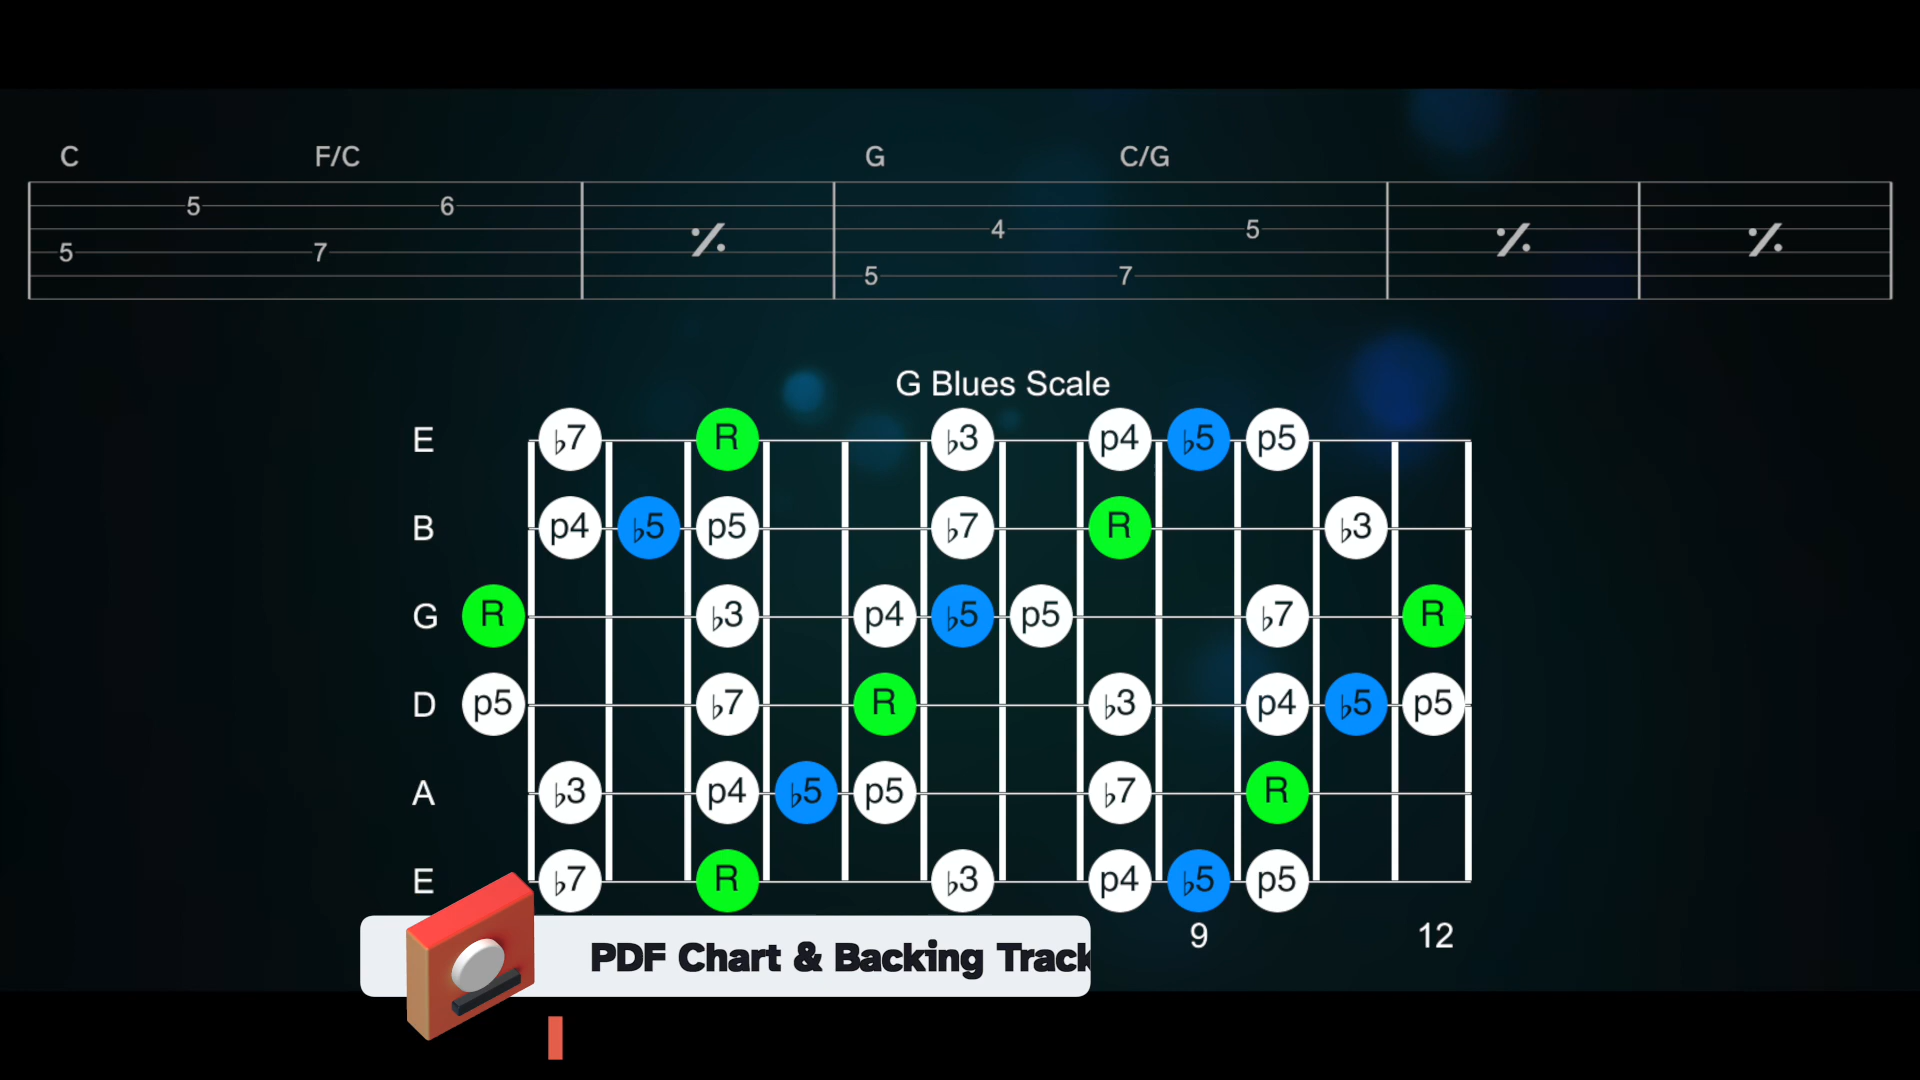 C F/C G C/G
5 6
4 5
5 7
5 7
G Blues Scale
E ♭7 R ♭3 p4 ♭5 p5
B p4 ♭5 p5 ♭7 R ♭3
G R ♭3 p4 ♭5 p5 ♭7 R
D p5 ♭7 R ♭3 p4 ♭5 p5
A ♭3 p4 ♭5 p5 ♭7 R
E ♭7 R ♭3 p4 ♭5 p5
9 12
PDF Chart & Backing Track